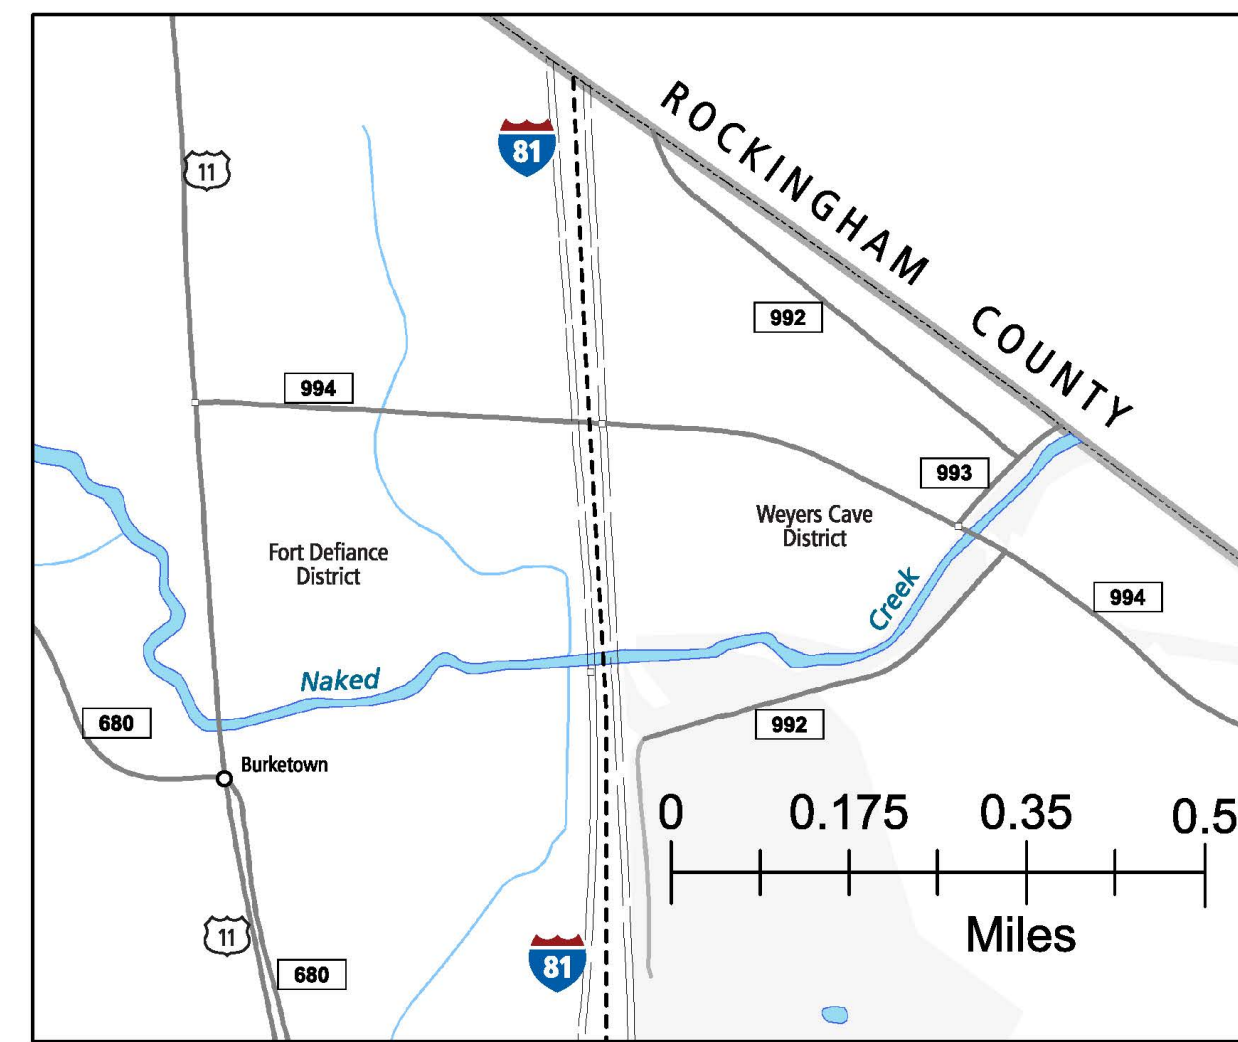 ROCKINGHAM COUNTY
81
11
992
994
993
Weyers Cave
District
Fort Defiance
District
Creek
994
Naked
680
992
Burketown
0 0.175 0.35 0.5
Miles
11
81
680